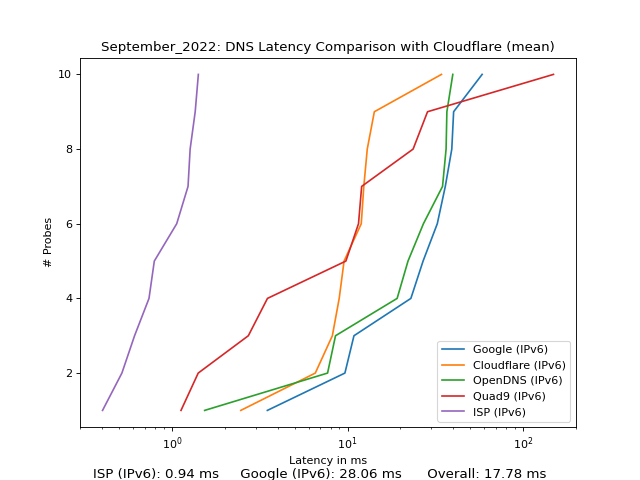 September_2022: DNS Latency Comparison with Cloudflare (mean)
10
8
6
4
2
# Probes
Google (IPv6)
Cloudflare (IPv6)
OpenDNS (IPv6)
Quad9 (IPv6)
ISP (IPv6)
10⁰ 10¹ 10²
Latency in ms
ISP (IPv6): 0.94 ms Google (IPv6): 28.06 ms Overall: 17.78 ms